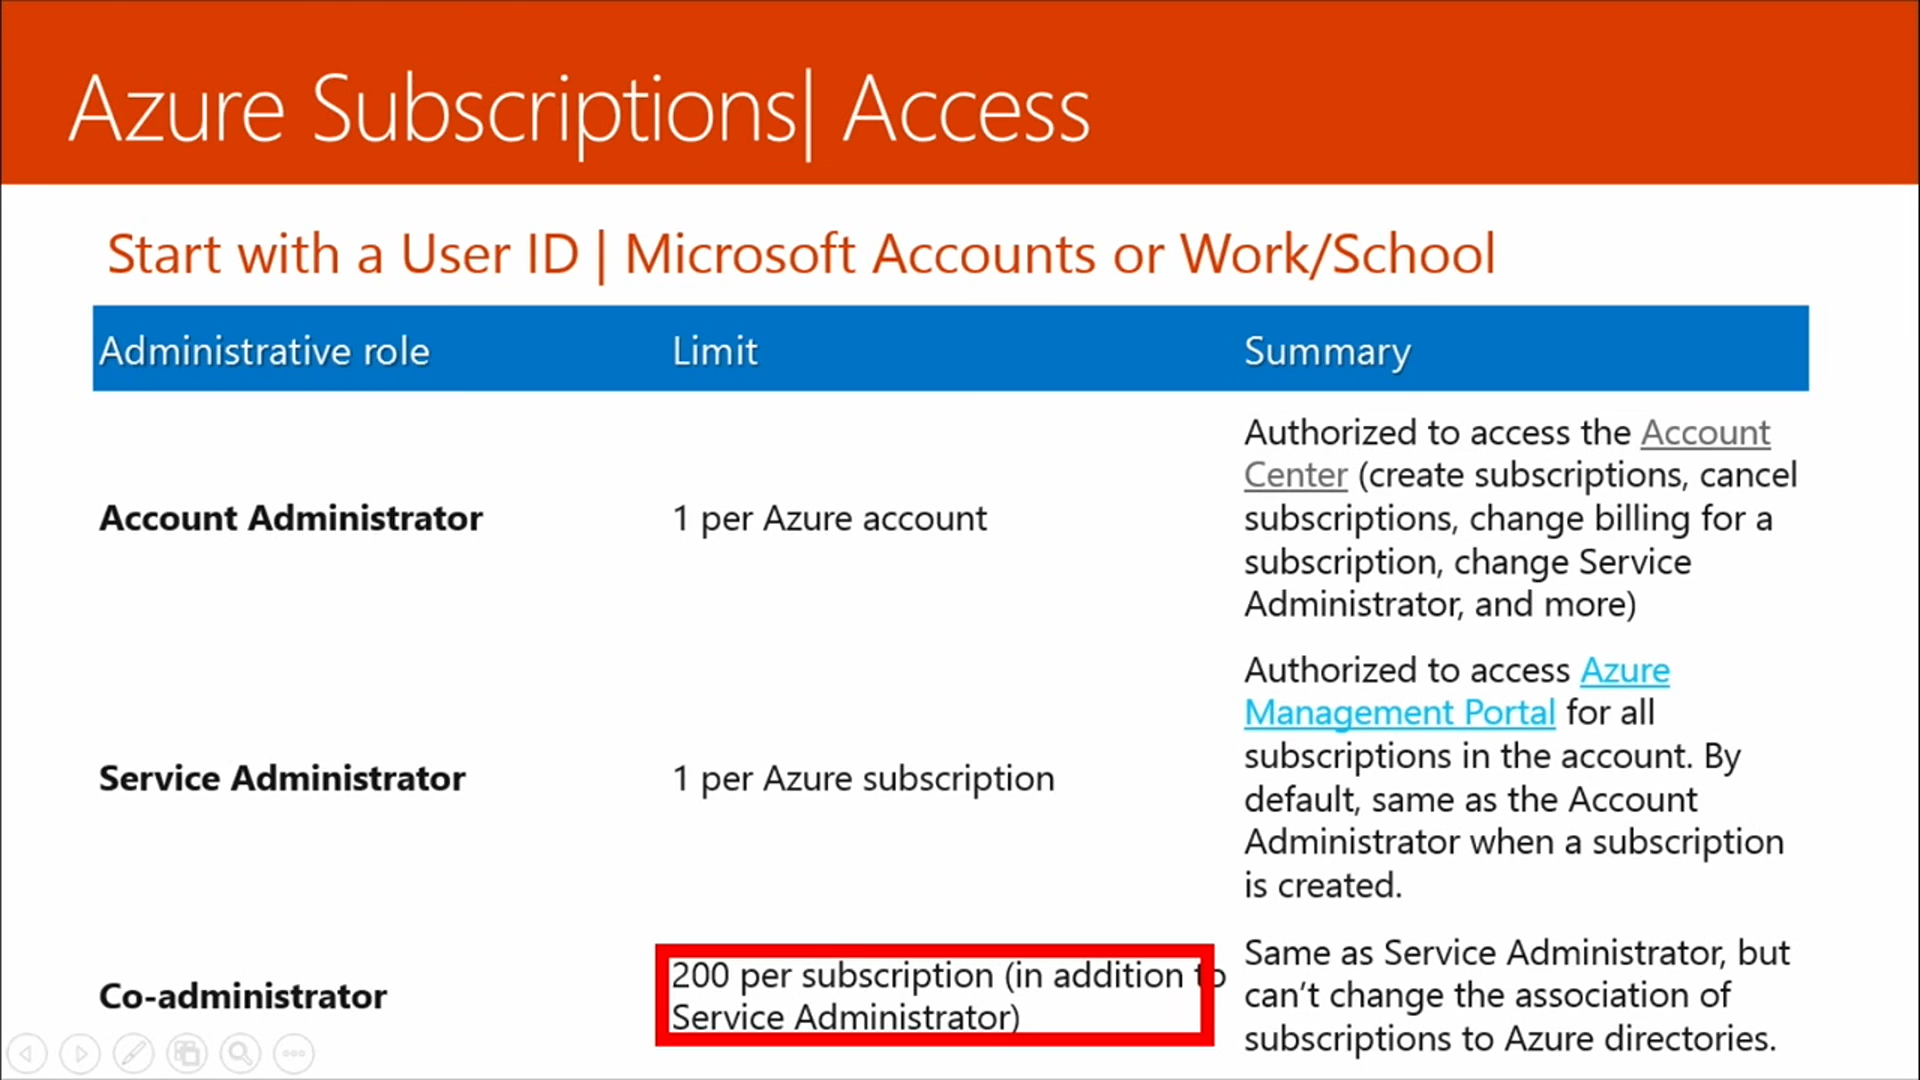 Azure Subscriptions| Access
Start with a User ID | Microsoft Accounts or Work/School
Administrative role Limit Summary
Account Administrator
1 per Azure account
Authorized to access the Account
Center (create subscriptions, cancel
subscriptions, change billing for a
subscription, change Service
Administrator, and more)
Service Administrator
1 per Azure subscription
Authorized to access Azure
Management Portal for all
subscriptions in the account. By
default, same as the Account
Administrator when a subscription
is created.
Co-administrator
200 per subscription (in addition to
Service Administrator)
Same as Service Administrator, but
can’t change the association of
subscriptions to Azure directories.